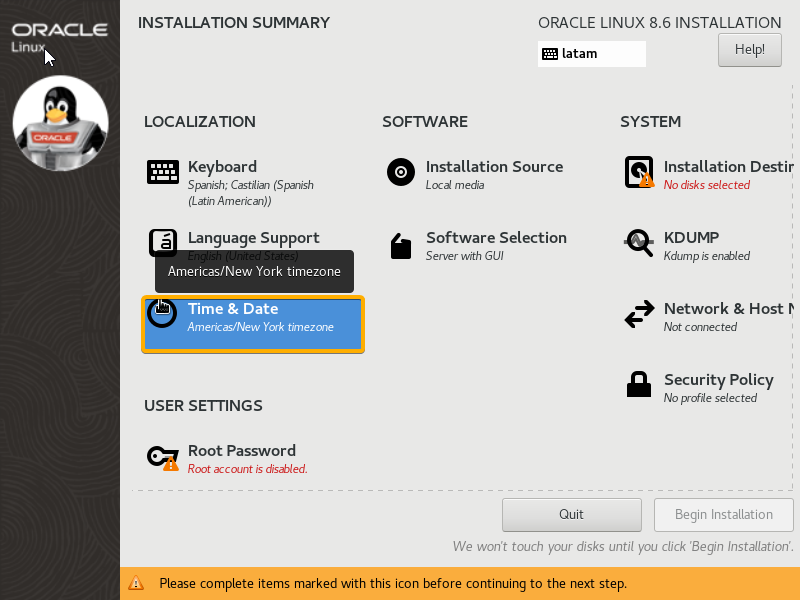 ORACLE
Linux
ORACLE
INSTALLATION SUMMARY
ORACLE LINUX 8.6 INSTALLATION
latam
Help!
LOCALIZATION
Keyboard
Spanish; Castilian (Spanish
(Latin American))
Language Support
English (United States)
Americas/New York timezone
Time & Date
Americas/New York timezone
USER SETTINGS
Root Password
Root account is disabled.
SOFTWARE
Installation Source
Local media
Software Selection
Server with GUI
SYSTEM
Installation Destin
No disks selected
KDUMP
Kdump is enabled
Network & Host N
Not connected
Security Policy
No profile selected
Quit
Begin Installation
We won't touch your disks until you click 'Begin Installation'.
Please complete items marked with this icon before continuing to the next step.